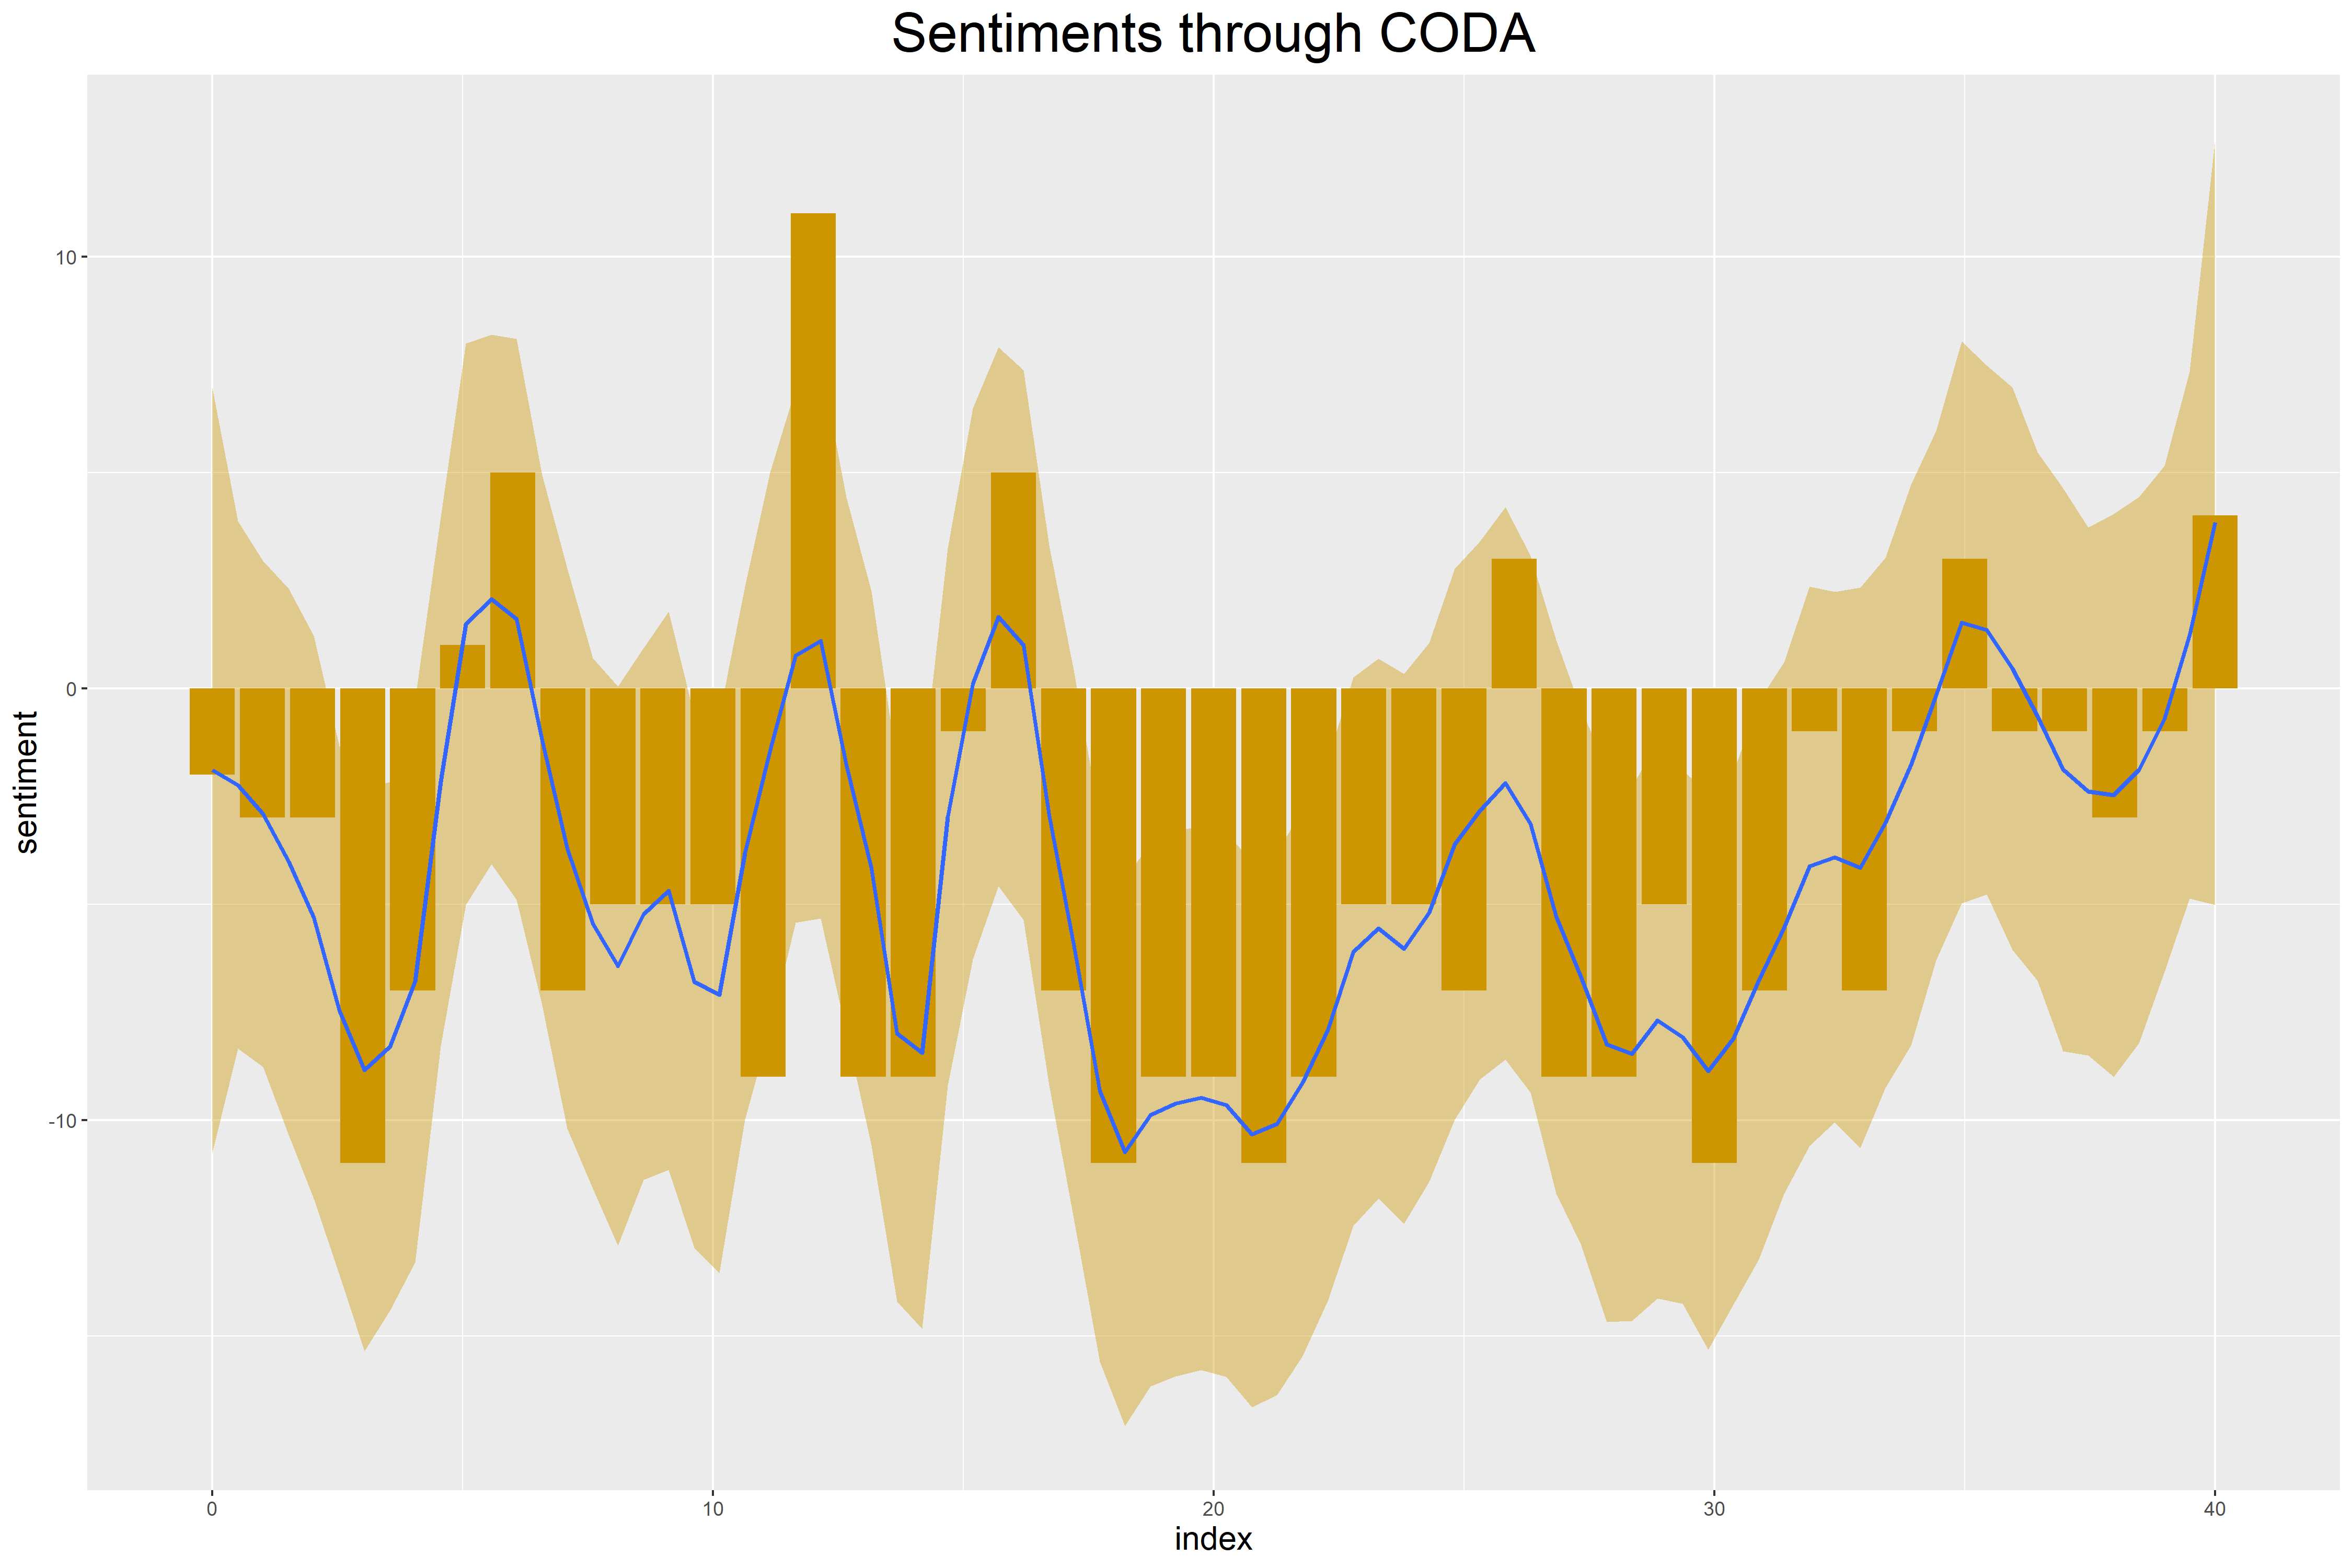 Sentiments through CODA
sentiment
10
0
-10
0 10 20 30 40
index